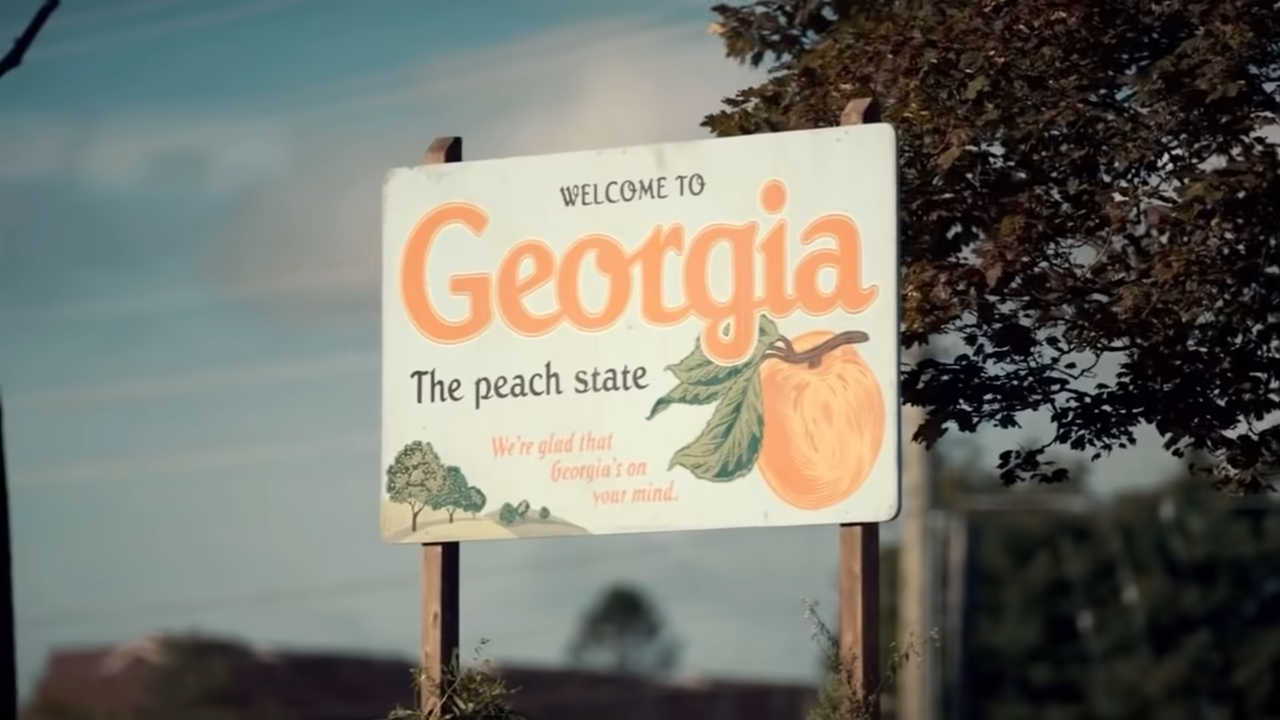 WELCOME TO
Georgia
The peach state
We're glad that
Georgia's on
your mind.